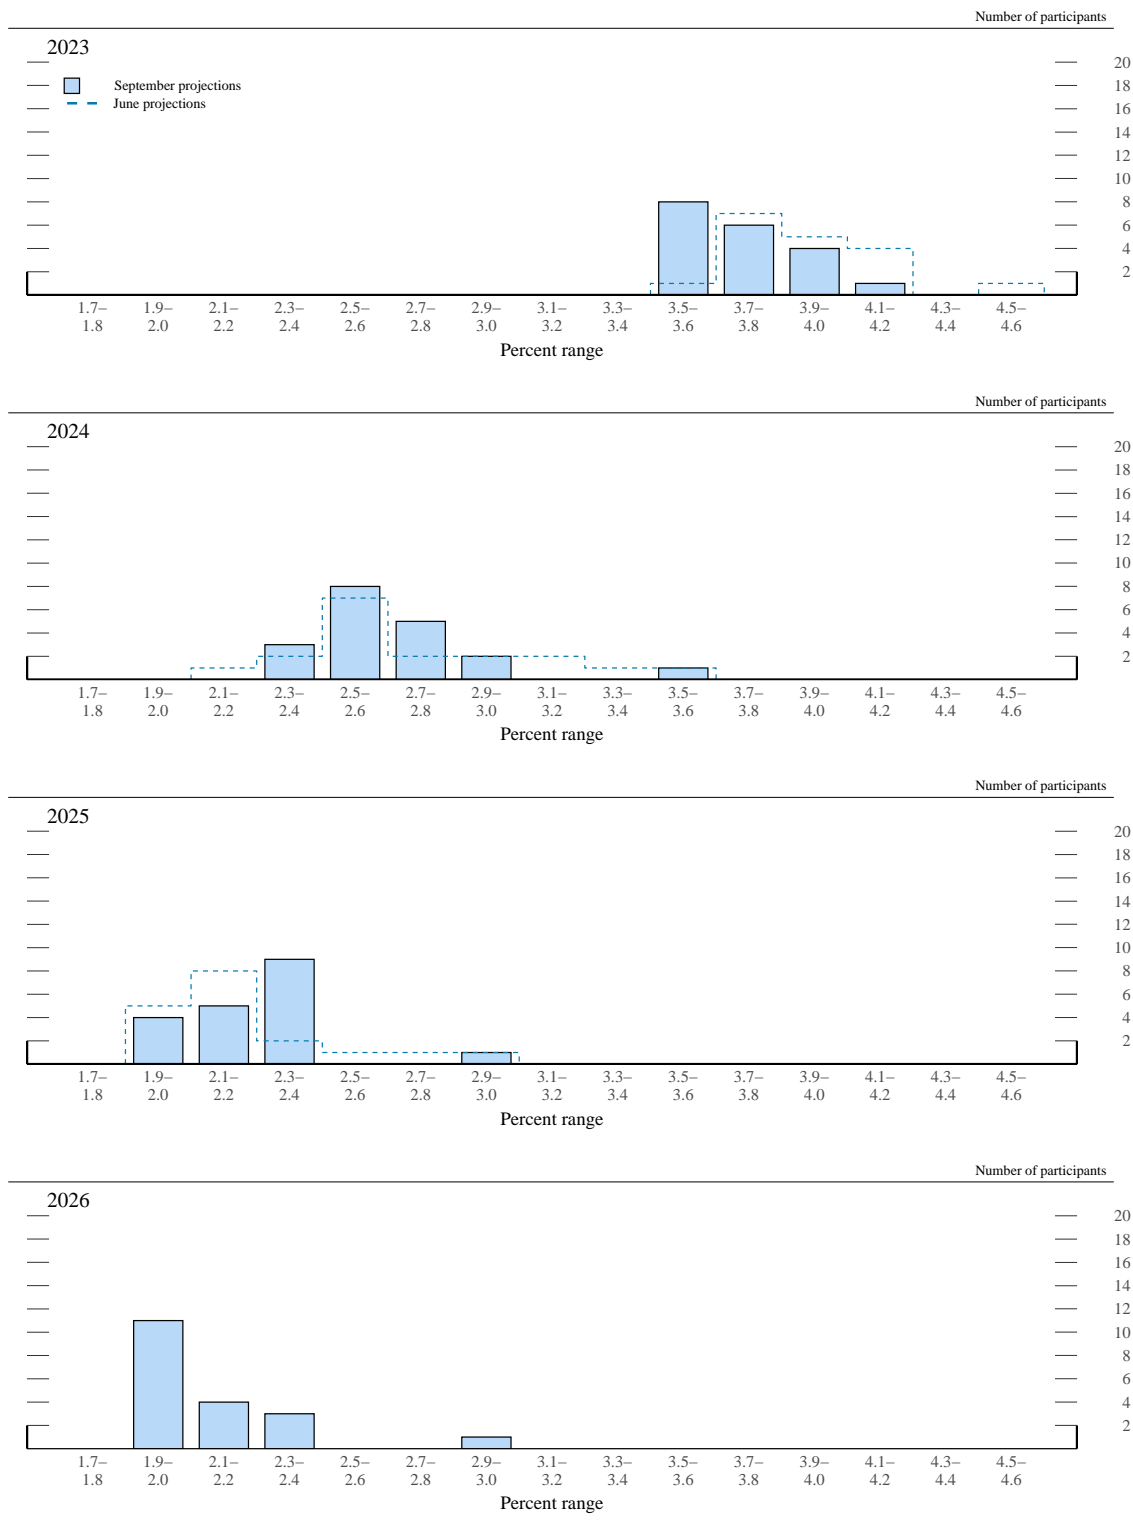 Number of participants
2023
September projections
June projections
20
18
16
14
12
10
8
6
4
2
1.7– 1.9– 2.1– 2.3– 2.5– 2.7– 2.9– 3.1– 3.3– 3.5– 3.7– 3.9– 4.1– 4.3– 4.5–
1.8 2.0 2.2 2.4 2.6 2.8 3.0 3.2 3.4 3.6 3.8 4.0 4.2 4.4 4.6
Percent range
Number of participants
2024
20
18
16
14
12
10
8
6
4
2
1.7– 1.9– 2.1– 2.3– 2.5– 2.7– 2.9– 3.1– 3.3– 3.5– 3.7– 3.9– 4.1– 4.3– 4.5–
1.8 2.0 2.2 2.4 2.6 2.8 3.0 3.2 3.4 3.6 3.8 4.0 4.2 4.4 4.6
Percent range
Number of participants
2025
20
18
16
14
12
10
8
6
4
2
1.7– 1.9– 2.1– 2.3– 2.5– 2.7– 2.9– 3.1– 3.3– 3.5– 3.7– 3.9– 4.1– 4.3– 4.5–
1.8 2.0 2.2 2.4 2.6 2.8 3.0 3.2 3.4 3.6 3.8 4.0 4.2 4.4 4.6
Percent range
Number of participants
2026
20
18
16
14
12
10
8
6
4
2
1.7– 1.9– 2.1– 2.3– 2.5– 2.7– 2.9– 3.1– 3.3– 3.5– 3.7– 3.9– 4.1– 4.3– 4.5–
1.8 2.0 2.2 2.4 2.6 2.8 3.0 3.2 3.4 3.6 3.8 4.0 4.2 4.4 4.6
Percent range